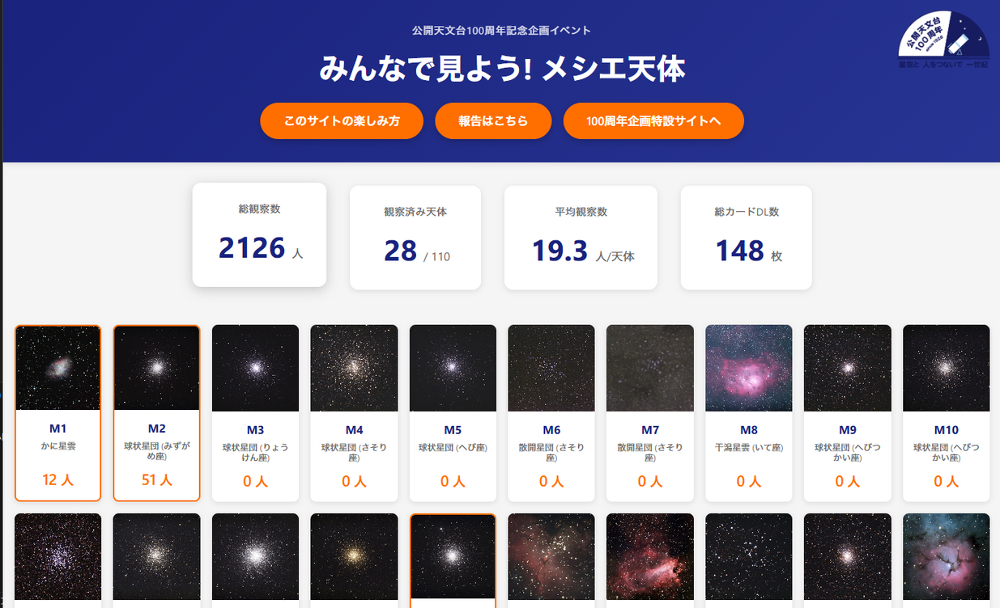 公開天文台100周年記念企画イベント
みんなで見よう! メシエ天体
公開天文台
100周年
since 1926
星空と 人をつないで 一世紀
このサイトの楽しみ方
報告はこちら
100周年企画特設サイトへ
総観察数
2126 人
観察済み天体
28 / 110
平均観察数
19.3 人/天体
総カードDL数
148 枚
M1
かに星雲
12 人
M2
球状星団 (みずが
め座)
51 人
M3
球状星団 (りょう
けん座)
0 人
M4
球状星団 (さそり
座)
0 人
M5
球状星団 (へび座)
0 人
M6
散開星団 (さそり
座)
0 人
M7
散開星団 (さそり
座)
0 人
M8
干潟星雲 (いて座)
0 人
M9
球状星団 (へびつ
かい座)
0 人
M10
球状星団 (へびつ
かい座)
0 人